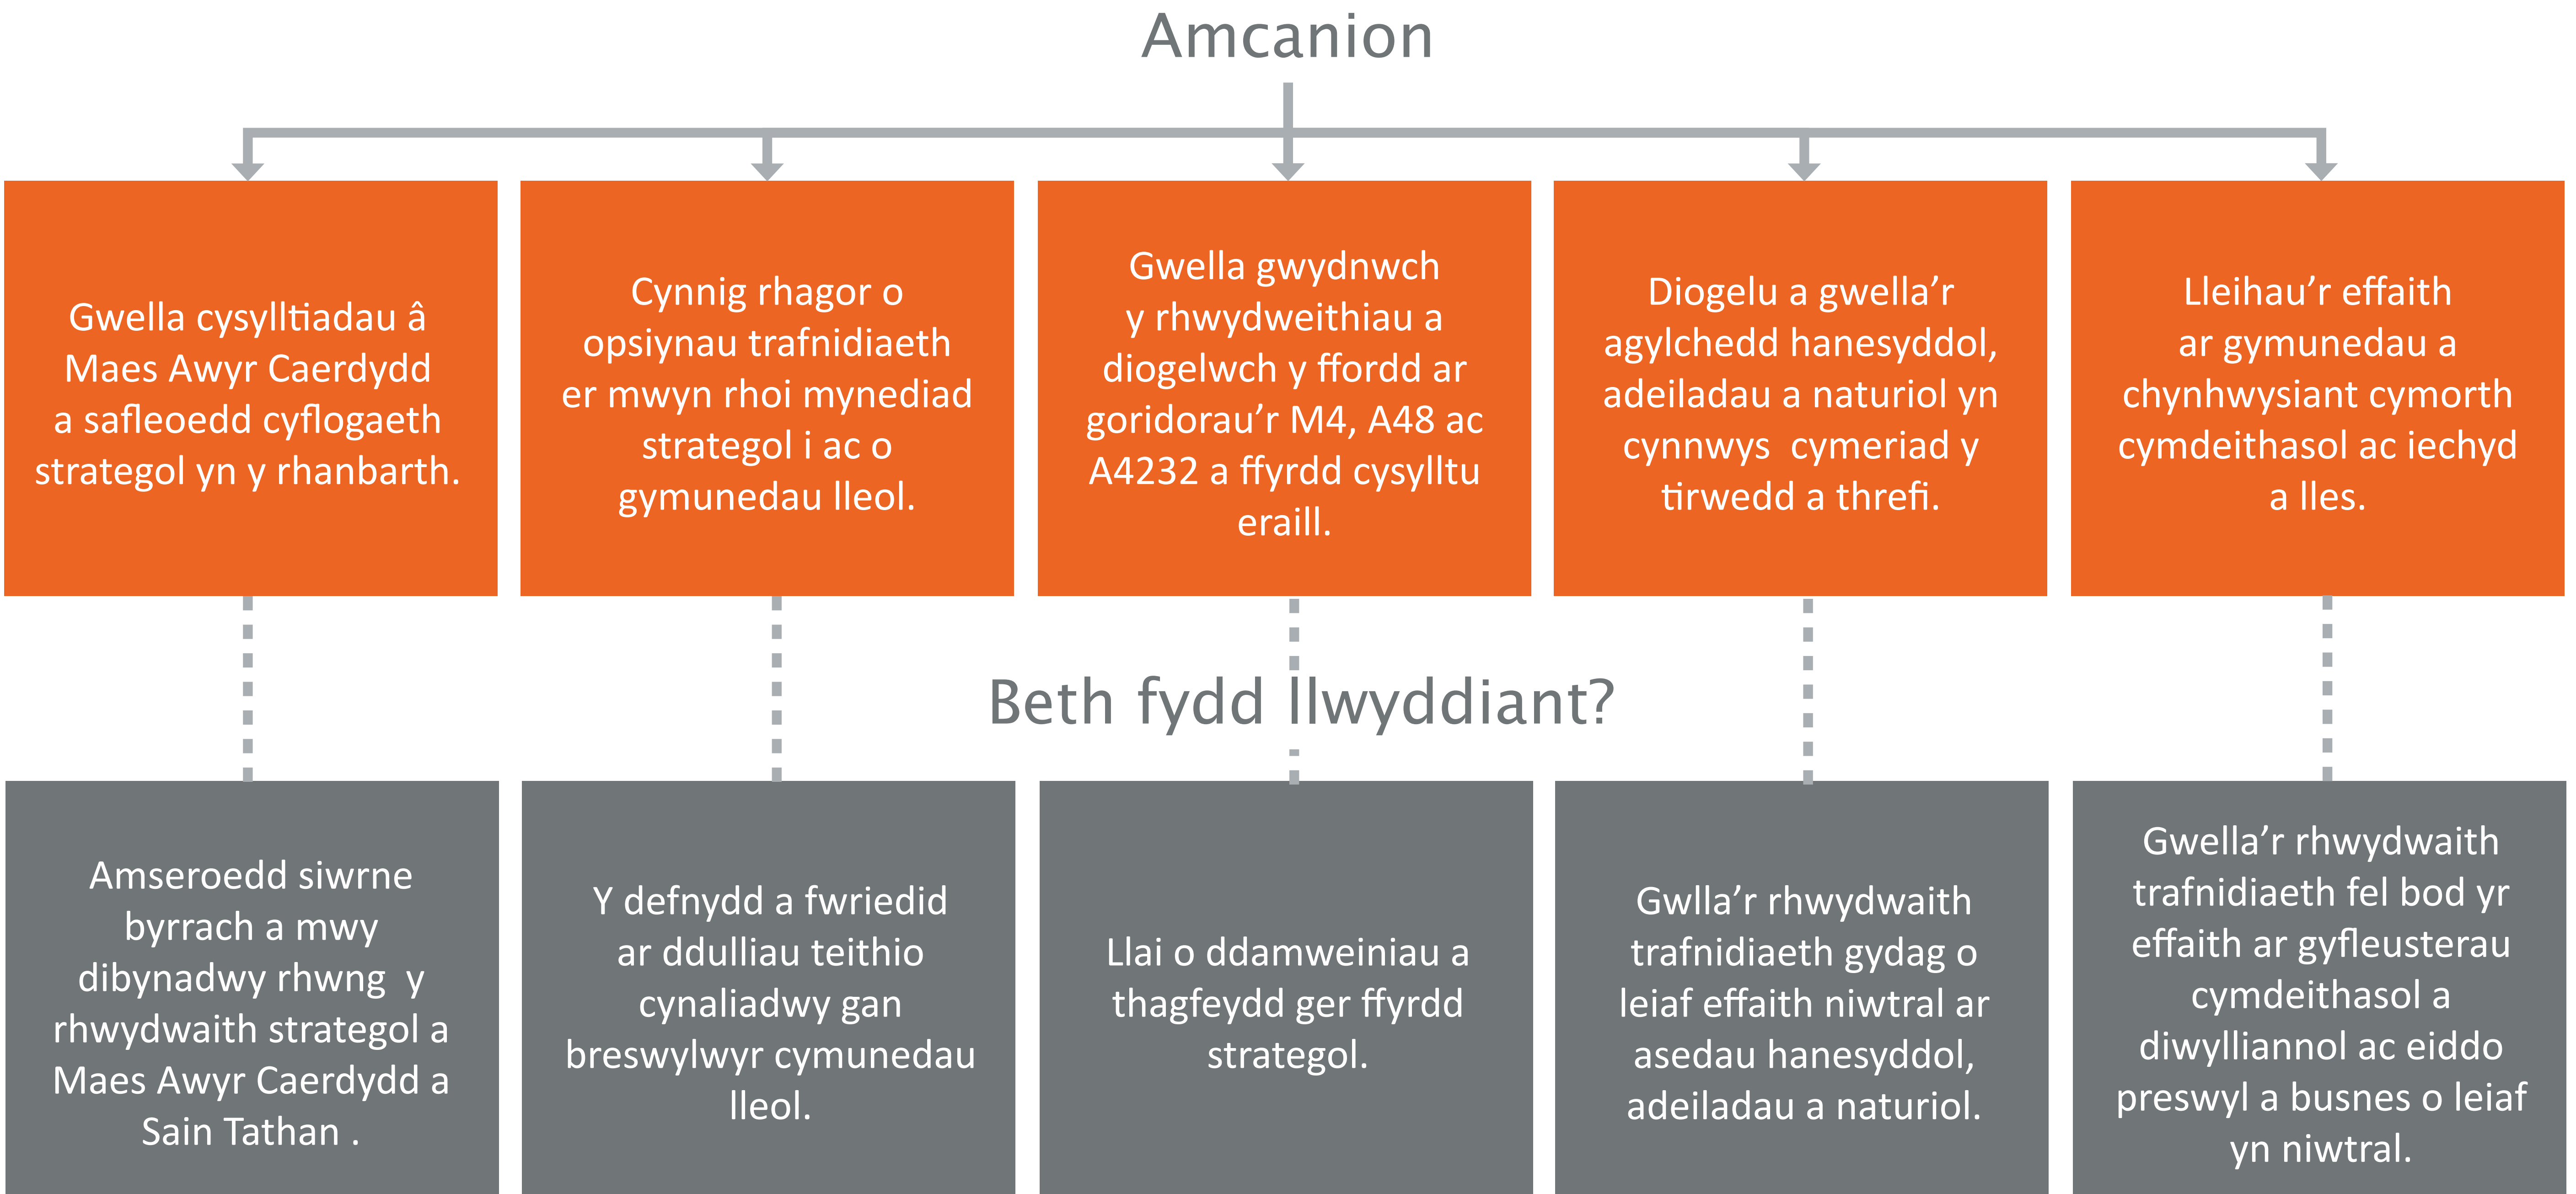 Amcanion
Gwella cysylltiadau â
Maes Awyr Caerdydd
a safleoedd cyflogaeth
strategol yn y rhanbarth.
Cynnig rhagor o
opsiynau trafnidiaeth
er mwyn rhoi mynediad
strategol i ac o
gymunedau lleol.
Gwella gwydnwch
y rhwydweithiau a
diogelwch y ffordd ar
goridorau’r M4, A48 ac
A4232 a ffyrdd cysylltu
eraill.
Diogelu a gwella’r
agylchedd hanesyddol,
adeiladau a naturiol yn
cynnwys  cymeriad y
tirwedd a threfi.
Lleihau’r effaith
ar gymunedau a
chynhwysiant cymorth
cymdeithasol ac iechyd
a lles.
Beth fydd llwyddiant?
Amseroedd siwrne
byrrach a mwy
dibynadwy rhwng  y
rhwydwaith strategol a
Maes Awyr Caerdydd a
Sain Tathan .
Y defnydd a fwriedid
ar ddulliau teithio
cynaliadwy gan
breswylwyr cymunedau
lleol.
Llai o ddamweiniau a
thagfeydd ger ffyrdd
strategol.
Gwlla’r rhwydwaith
trafnidiaeth gydag o
leiaf effaith niwtral ar
asedau hanesyddol,
adeiladau a naturiol.
Gwella’r rhwydwaith
trafnidiaeth fel bod yr
effaith ar gyfleusterau
cymdeithasol a
diwylliannol ac eiddo
preswyl a busnes o leiaf
yn niwtral.